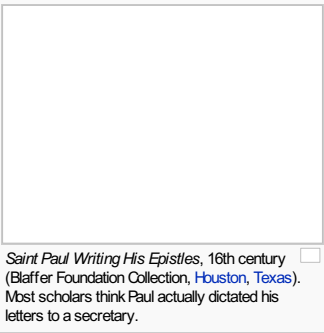 Saint Paul Writing His Epistles, 16th century
(Blaffer Foundation Collection, Houston, Texas).
Most scholars think Paul actually dictated his
letters to a secretary.